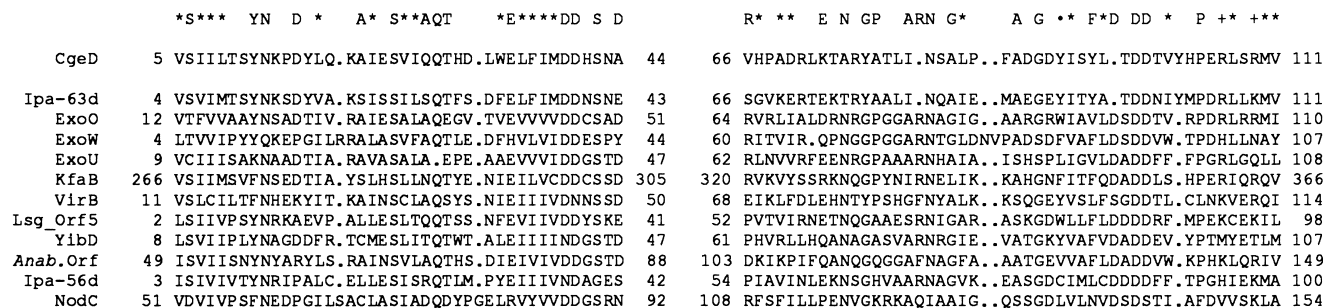 *S*** YN D * A* S**AQT *E****DD S D R* ** E N GP ARN G* A G •* F*D DDD * P +* +**
CgeD 5 VSIILTSYNKPDYLQ.KAIESVIQQTHD.LWELFIMDDHSNA 44 66 VHPADRLKTARYATLI.NSALP..FADGDYISYL.TDDTVYHPERLSRMV 111
Ipa-63d 4 VSVIMTSYNKSDYVA.KSISSILSQTFS.DFELFIMDDNSNE 43 66 SGVKERTEKTRYAALI.NQAIE..MAEGEYITYA.TDDNIYMPDRLLKMV 111
ExoO 12 VTFVVAAYNSADTIV.RAIESALAQEGV.TVEVVVVDDCSAD 51 64 RVRLIALDRNRGPGGARNAGIG..AARGRWIAVLDSDDTV.RPDRLRRMI 110
ExoW 4 LTVVIPYYQKEPGILRRALASVFAQTLE.DFHVLVIDDESPY 44 60 RITVIR.QPNGGPGGARNTGLDNVPADSDFVAFLDSDDVW.TPDHLLNAY 107
ExoU 9 VCIIISAKNAADTIA.RAVASALA.EPE.AAEVVVIDDGSTD 47 62 RLNVVRFEENRGPAAARNHAIA..ISHSPLIGVLDADDFF.FPGRLGQLL 108
KfaB 266 VSIIMSVFNSEDTIA.YSLHSLLNQTYE.NIEILVCDDCSSD 305 320 RVKVYSSRKNQGPYNIRNELIK..KAHGNFITFQDADDLS.HPERIQRQV 366
VirB 11 VSLCILTFNHEKYIT.KAINSCLAQSYS.NIEIIIVDNNSSD 50 68 EIKLFDLEHNTYPSHGFNYALK..KSQGEYVSLFSGDDTL.CLNKVERQI 114
Lsg_Orf5 2 LSIIVPSYNRKAEVP.ALLESLTQQTSS.NFEVIIVDDYSKE 41 52 PVTVIRNETNQGAAESRNIGAR..ASKGDWLLFLDDDDRF.MPEKCEKIL 98
YibD 8 LSVIIPLYNAGDDFR.TCMESLITQTWT.ALEIIIINDGSTD 47 61 PHVRLLHQANAGASVARNRGIE..VATGKYVAFVDADDEV.YPTMYETLM 107
Anab.Orf 49 ISVIISNYNYARYLS.RAINSVLAQTHS.DIEIVVVDDGSTD 88 103 DKIKPIFQANQGQGGAFNAGFA..AATGEVVAFLDADDVW.KPHKLQRIV 149
Ipa-56d 3 ISIVIVTYNRIPALC.ELLESISRQTLM.PYEIIIVNDAGES 42 54 PIAVINLEKNSGHVAARNAGVK..EASGDCIMLCDDDDFF.TPGHIEKMA 100
NodC 51 VDVIVPSFNEDPGILSACLASIADQDYPGELRVYVVDDGSRN 92 108 RFSFILLPENVGKRKAQIAAIG..QSSGDLVLNVDSDSTI.AFDVVSKLA 154